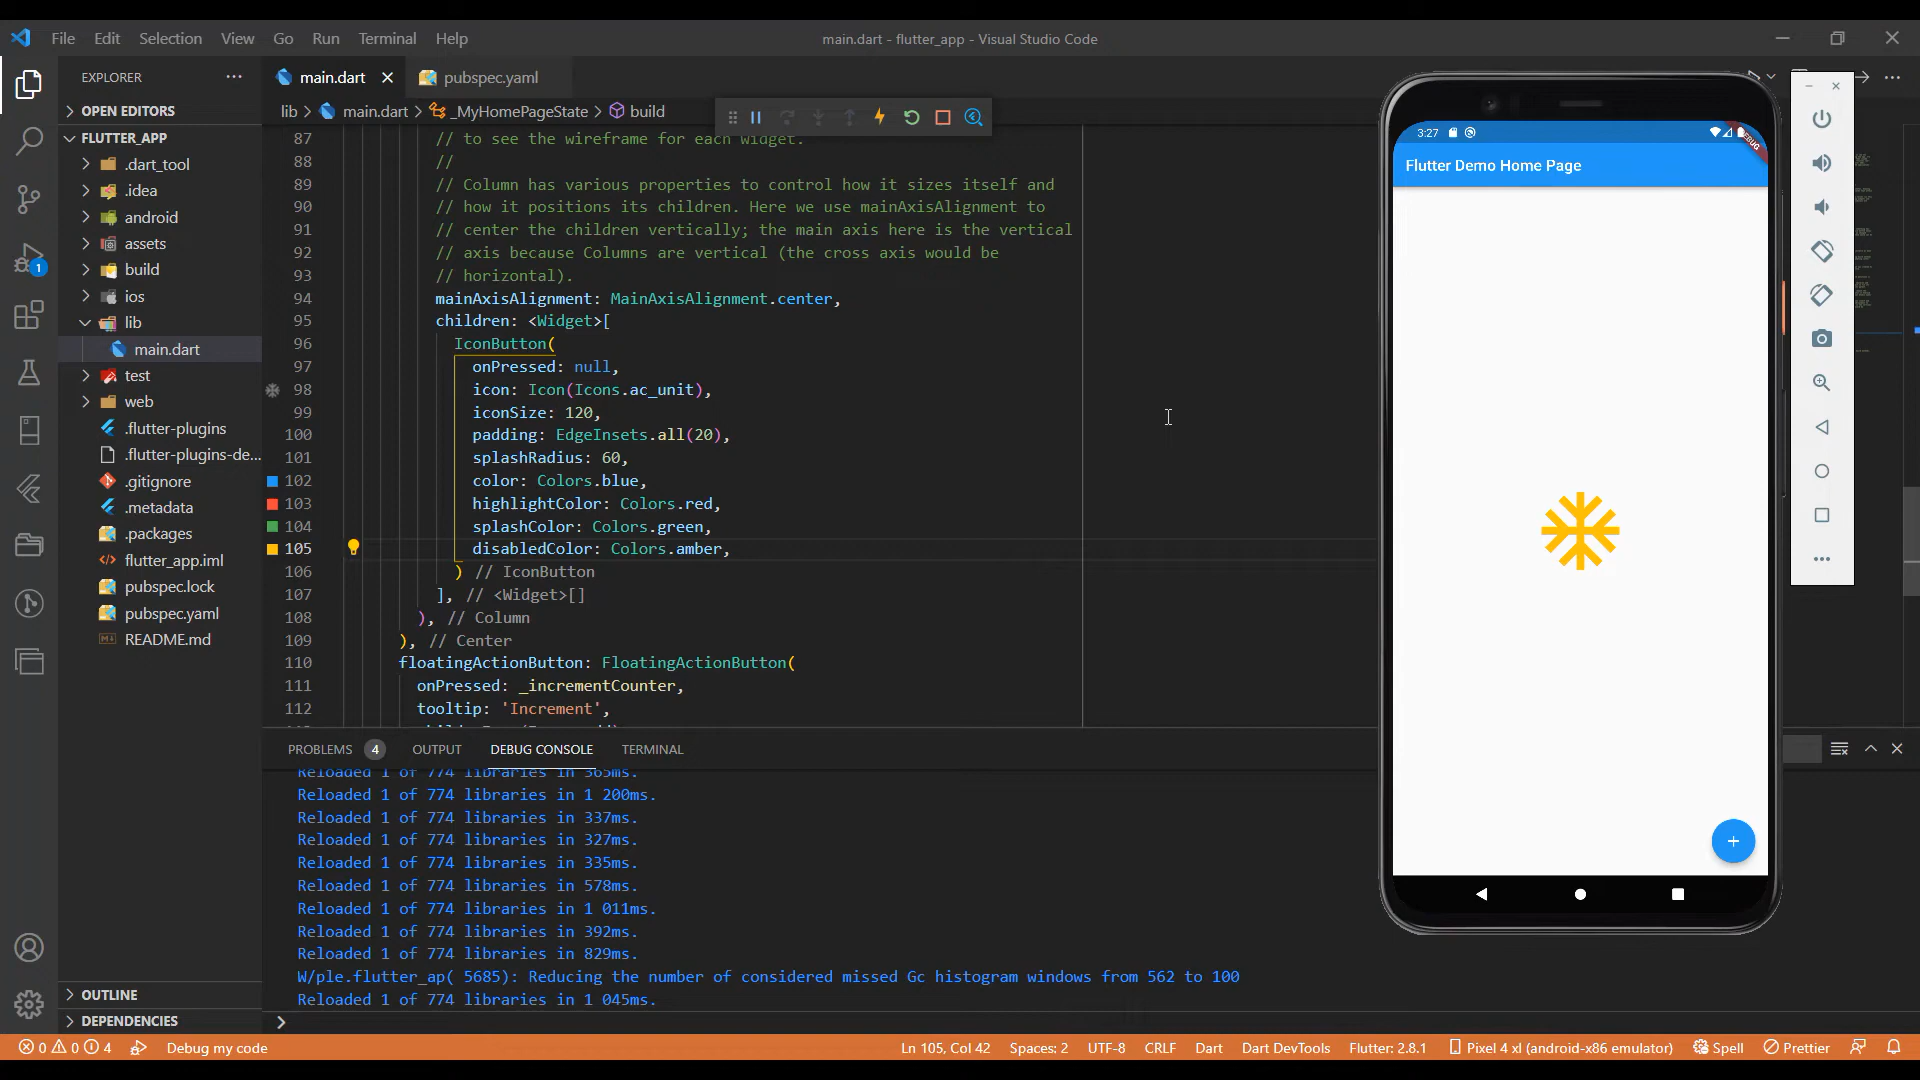 File Edit Selection View Go Run Terminal Help
main.dart - flutter_app - Visual Studio Code
EXPLORER
OPEN EDITORS
FLUTTER_APP
.dart_tool
.idea
android
assets
build
ios
lib
main.dart
test
web
.flutter-plugins
.flutter-plugins-de...
.gitignore
.metadata
.packages
flutter_app.iml
pubspec.lock
pubspec.yaml
README.md
OUTLINE
DEPENDENCIES
1
main.dart pubspec.yaml
lib > main.dart > _MyHomePageState > build
87 // to see the wireframe for each widget.
88 //
89 // Column has various properties to control how it sizes itself and
90 // how it positions its children. Here we use mainAxisAlignment to
91 // center the children vertically; the main axis here is the vertical
92 // axis because Columns are vertical (the cross axis would be
93 // horizontal).
94 mainAxisAlignment: MainAxisAlignment.center,
95 children: <Widget>[
96 IconButton(
97 onPressed: null,
98 icon: Icon(Icons.ac_unit),
99 iconSize: 120,
100 padding: EdgeInsets.all(20),
101 splashRadius: 60,
102 color: Colors.blue,
103 highlightColor: Colors.red,
104 splashColor: Colors.green,
105 disabledColor: Colors.amber,
106 ) // IconButton
107 ], // <Widget>[]
108 ), // Column
109 ), // Center
110 floatingActionButton: FloatingActionButton(
111 onPressed: _incrementCounter,
112 tooltip: 'Increment',
PROBLEMS 4 OUTPUT DEBUG CONSOLE TERMINAL
Reloaded 1 of 774 libraries in 365ms.
Reloaded 1 of 774 libraries in 1 200ms.
Reloaded 1 of 774 libraries in 337ms.
Reloaded 1 of 774 libraries in 327ms.
Reloaded 1 of 774 libraries in 335ms.
Reloaded 1 of 774 libraries in 578ms.
Reloaded 1 of 774 libraries in 1 011ms.
Reloaded 1 of 774 libraries in 392ms.
Reloaded 1 of 774 libraries in 829ms.
W/ple.flutter_ap( 5685): Reducing the number of considered missed Gc histogram windows from 562 to 100
Reloaded 1 of 774 libraries in 1 045ms.
3:27
DEBUG
Flutter Demo Home Page
0 0 4 Debug my code Ln 105, Col 42 Spaces: 2 UTF-8 CRLF Dart Dart DevTools Flutter: 2.8.1 Pixel 4 xl (android-x86 emulator) Spell Prettier